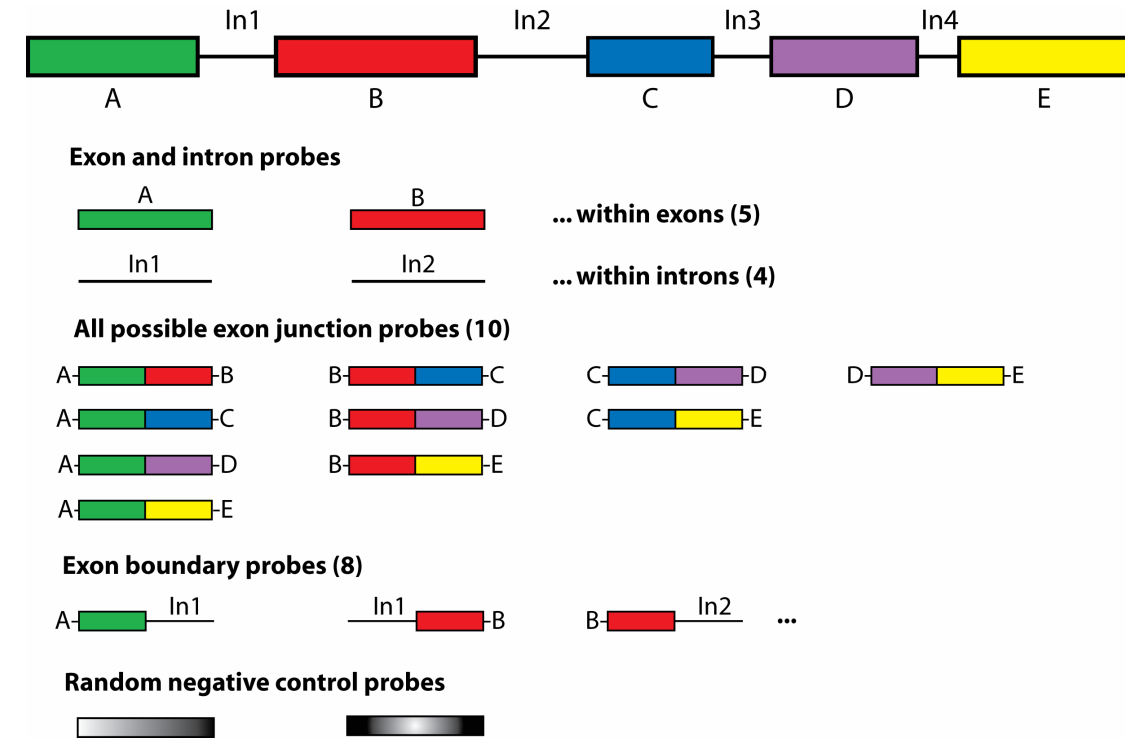 In1 In2 In3 In4
A B C D E
Exon and intron probes
A B
... within exons (5)
In1 In2
... within introns (4)
All possible exon junction probes (10)
A- -B B- -C C- -D D- -E
A- -C B- -D C- -E
A- -D B- -E
A- -E
Exon boundary probes (8)
A- In1 In1 -B B- In2 ...
Random negative control probes